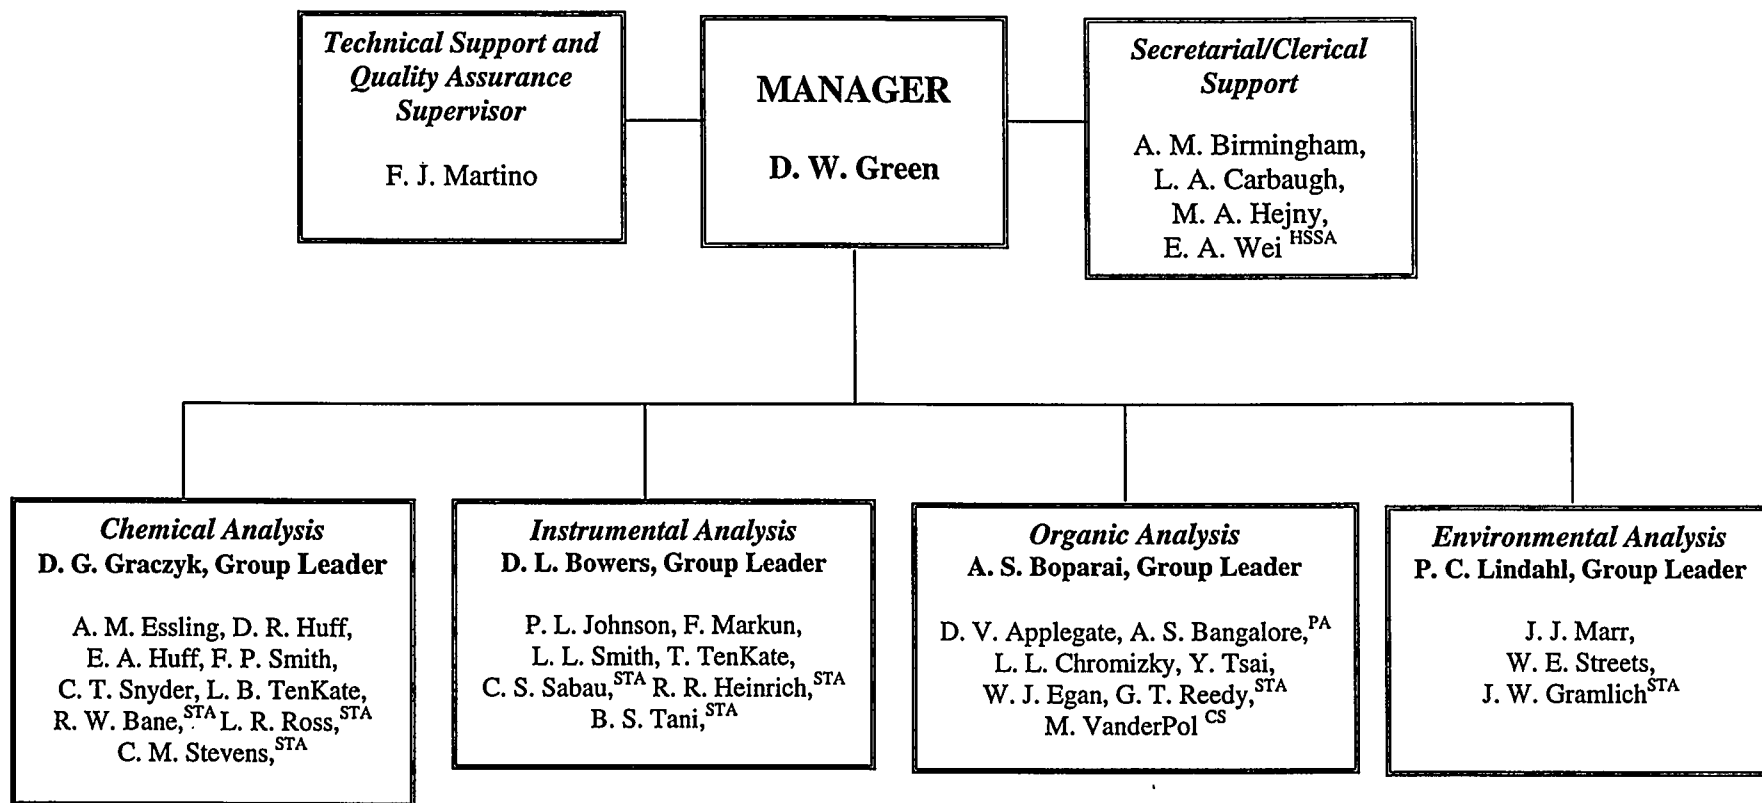 Technical Support and
Quality Assurance
Supervisor
F. J. Martino
MANAGER
D. W. Green
Secretarial/Clerical
Support
A. M. Birmingham,
L. A. Carbaugh,
M. A. Hejny,
E. A. Wei HSSA
Chemical Analysis
D. G. Graczyk, Group Leader
A. M. Essling, D. R. Huff,
E. A. Huff, F. P. Smith,
C. T. Snyder, L. B. TenKate,
R. W. Bane,STA L. R. Ross,STA
C. M. Stevens,STA
Instrumental Analysis
D. L. Bowers, Group Leader
P. L. Johnson, F. Markun,
L. L. Smith, T. TenKate,
C. S. Sabau,STA R. R. Heinrich,STA
B. S. Tani,STA
Organic Analysis
A. S. Boparai, Group Leader
D. V. Applegate, A. S. Bangalore,PA
L. L. Chromizky, Y. Tsai,
W. J. Egan, G. T. Reedy,STA
M. VanderPol CS
Environmental Analysis
P. C. Lindahl, Group Leader
J. J. Marr,
W. E. Streets,
J. W. GramlichSTA